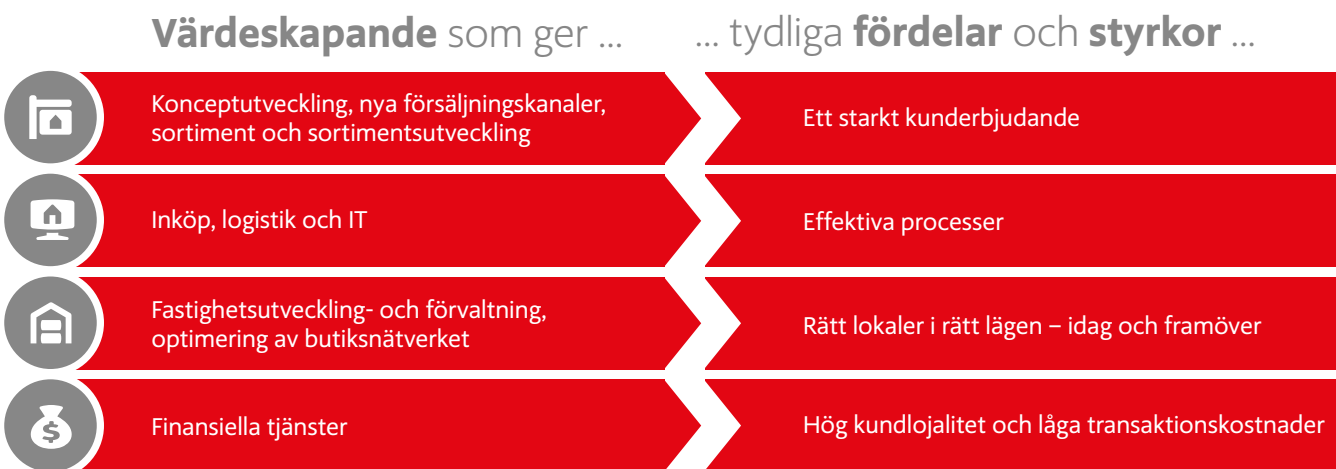 Värdeskapande som ger ...
... tydliga fördelar och styrkor ...
Konceptutveckling, nya försäljningskanaler,
sortiment och sortimentsutveckling
Ett starkt kunderbjudande
Inköp, logistik och IT
Effektiva processer
Fastighetsutveckling- och förvaltning,
optimering av butiksnätverket
Rätt lokaler i rätt lägen – idag och framöver
Finansiella tjänster
Hög kundlojalitet och låga transaktionskostnader